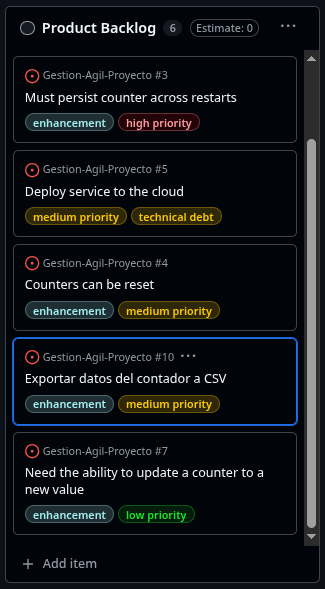 Product Backlog 6 Estimate: 0 ...
Gestion-Agil-Proyecto #3
Must persist counter across restarts
enhancement high priority
Gestion-Agil-Proyecto #5
Deploy service to the cloud
medium priority technical debt
Gestion-Agil-Proyecto #4
Counters can be reset
enhancement medium priority
Gestion-Agil-Proyecto #10 ...
Exportar datos del contador a CSV
enhancement medium priority
Gestion-Agil-Proyecto #7
Need the ability to update a counter to a
new value
enhancement low priority
+ Add item